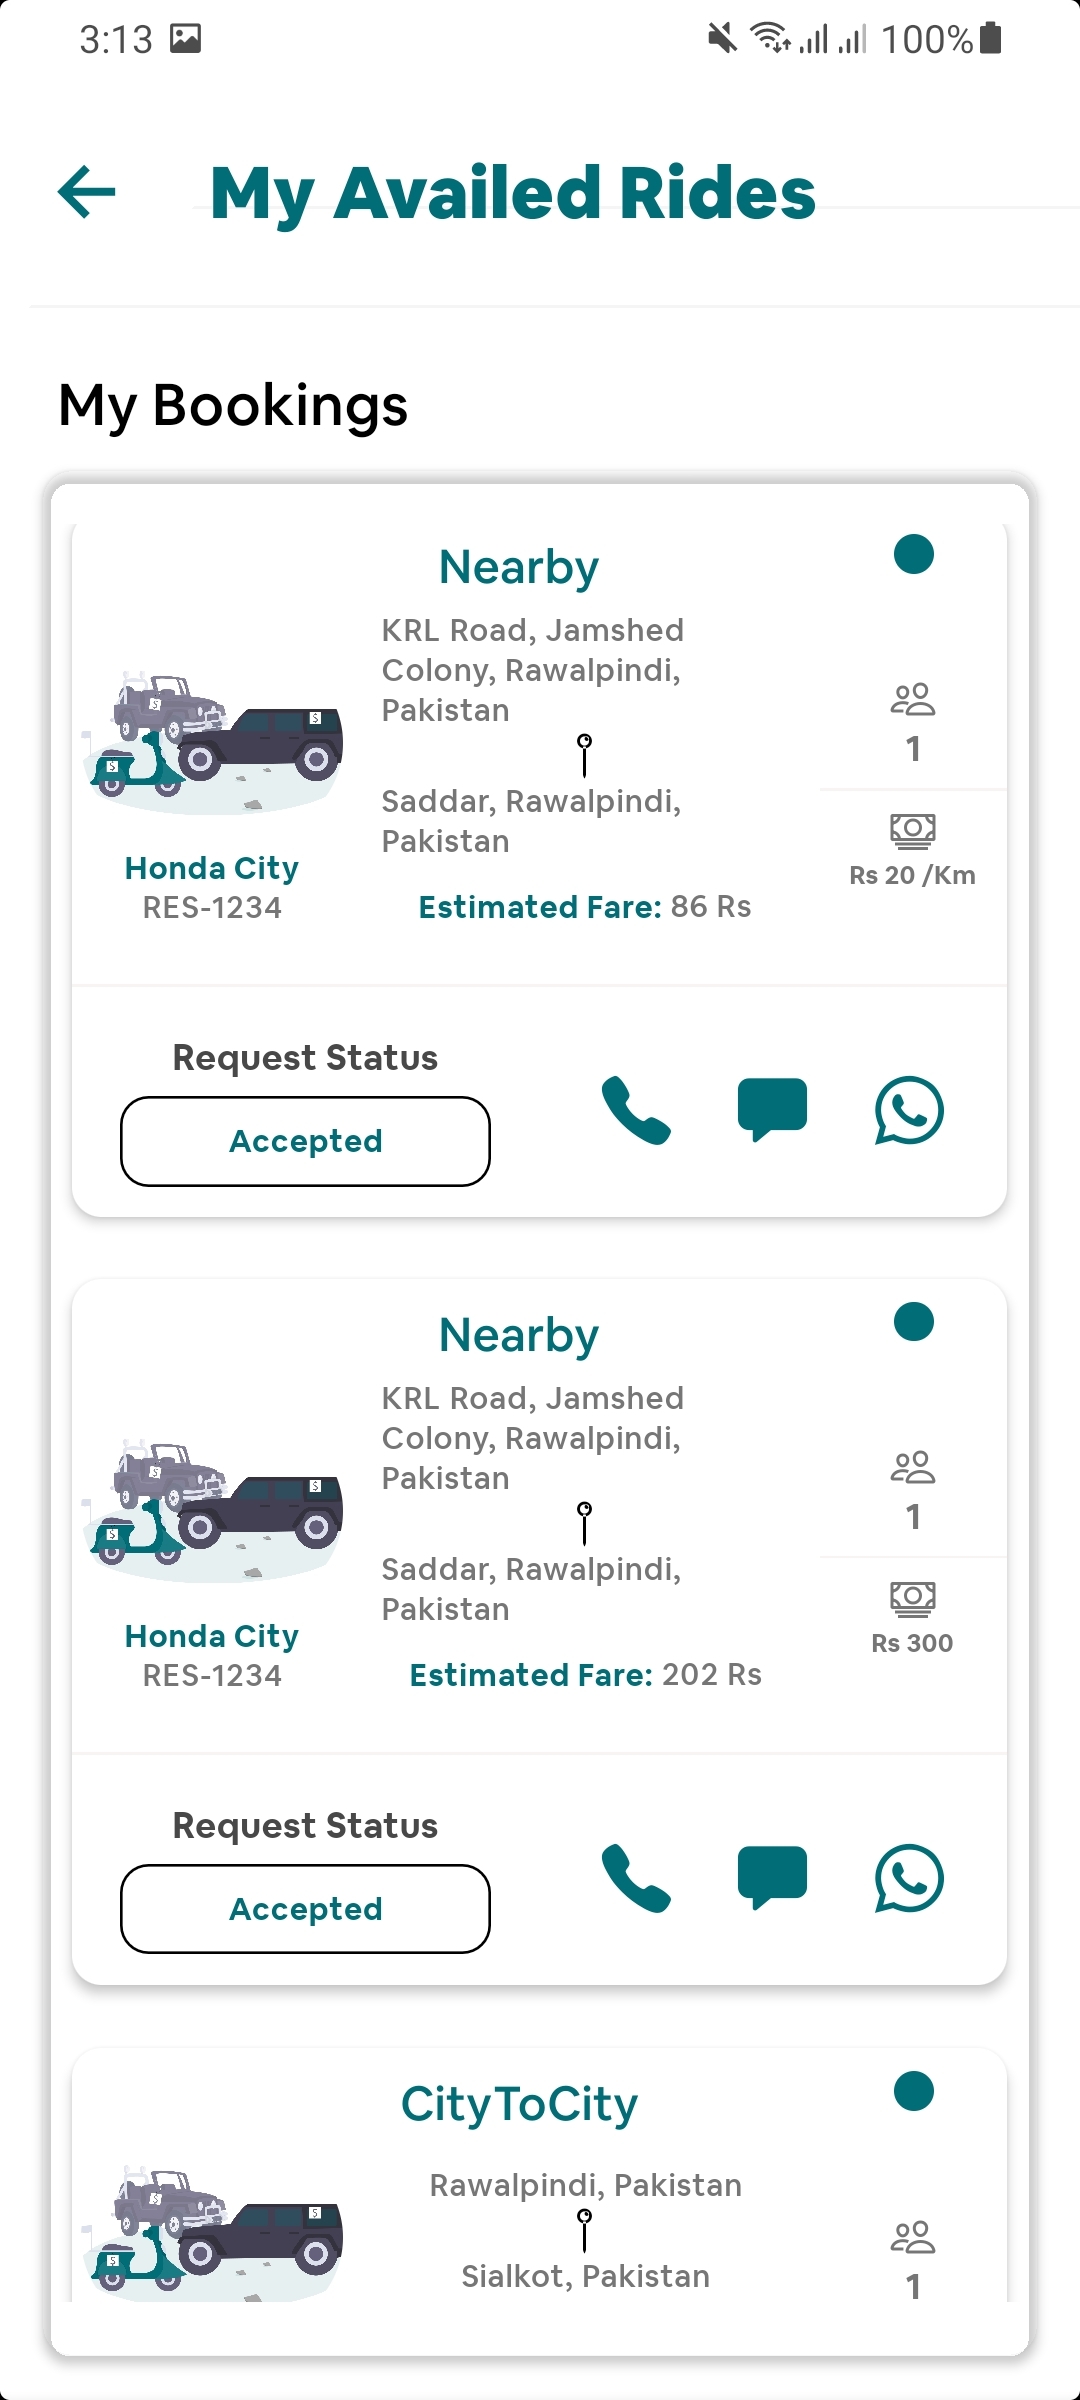 3:13
100%
My Availed Rides
My Bookings
Nearby
KRL Road, Jamshed
Colony, Rawalpindi,
Pakistan
Saddar, Rawalpindi,
Pakistan
Honda City
RES-1234
Estimated Fare: 86 Rs
1
Rs 20 /Km
Request Status
Accepted
Nearby
KRL Road, Jamshed
Colony, Rawalpindi,
Pakistan
Saddar, Rawalpindi,
Pakistan
Honda City
RES-1234
Estimated Fare: 202 Rs
1
Rs 300
Request Status
Accepted
CityToCity
Rawalpindi, Pakistan
Sialkot, Pakistan
1